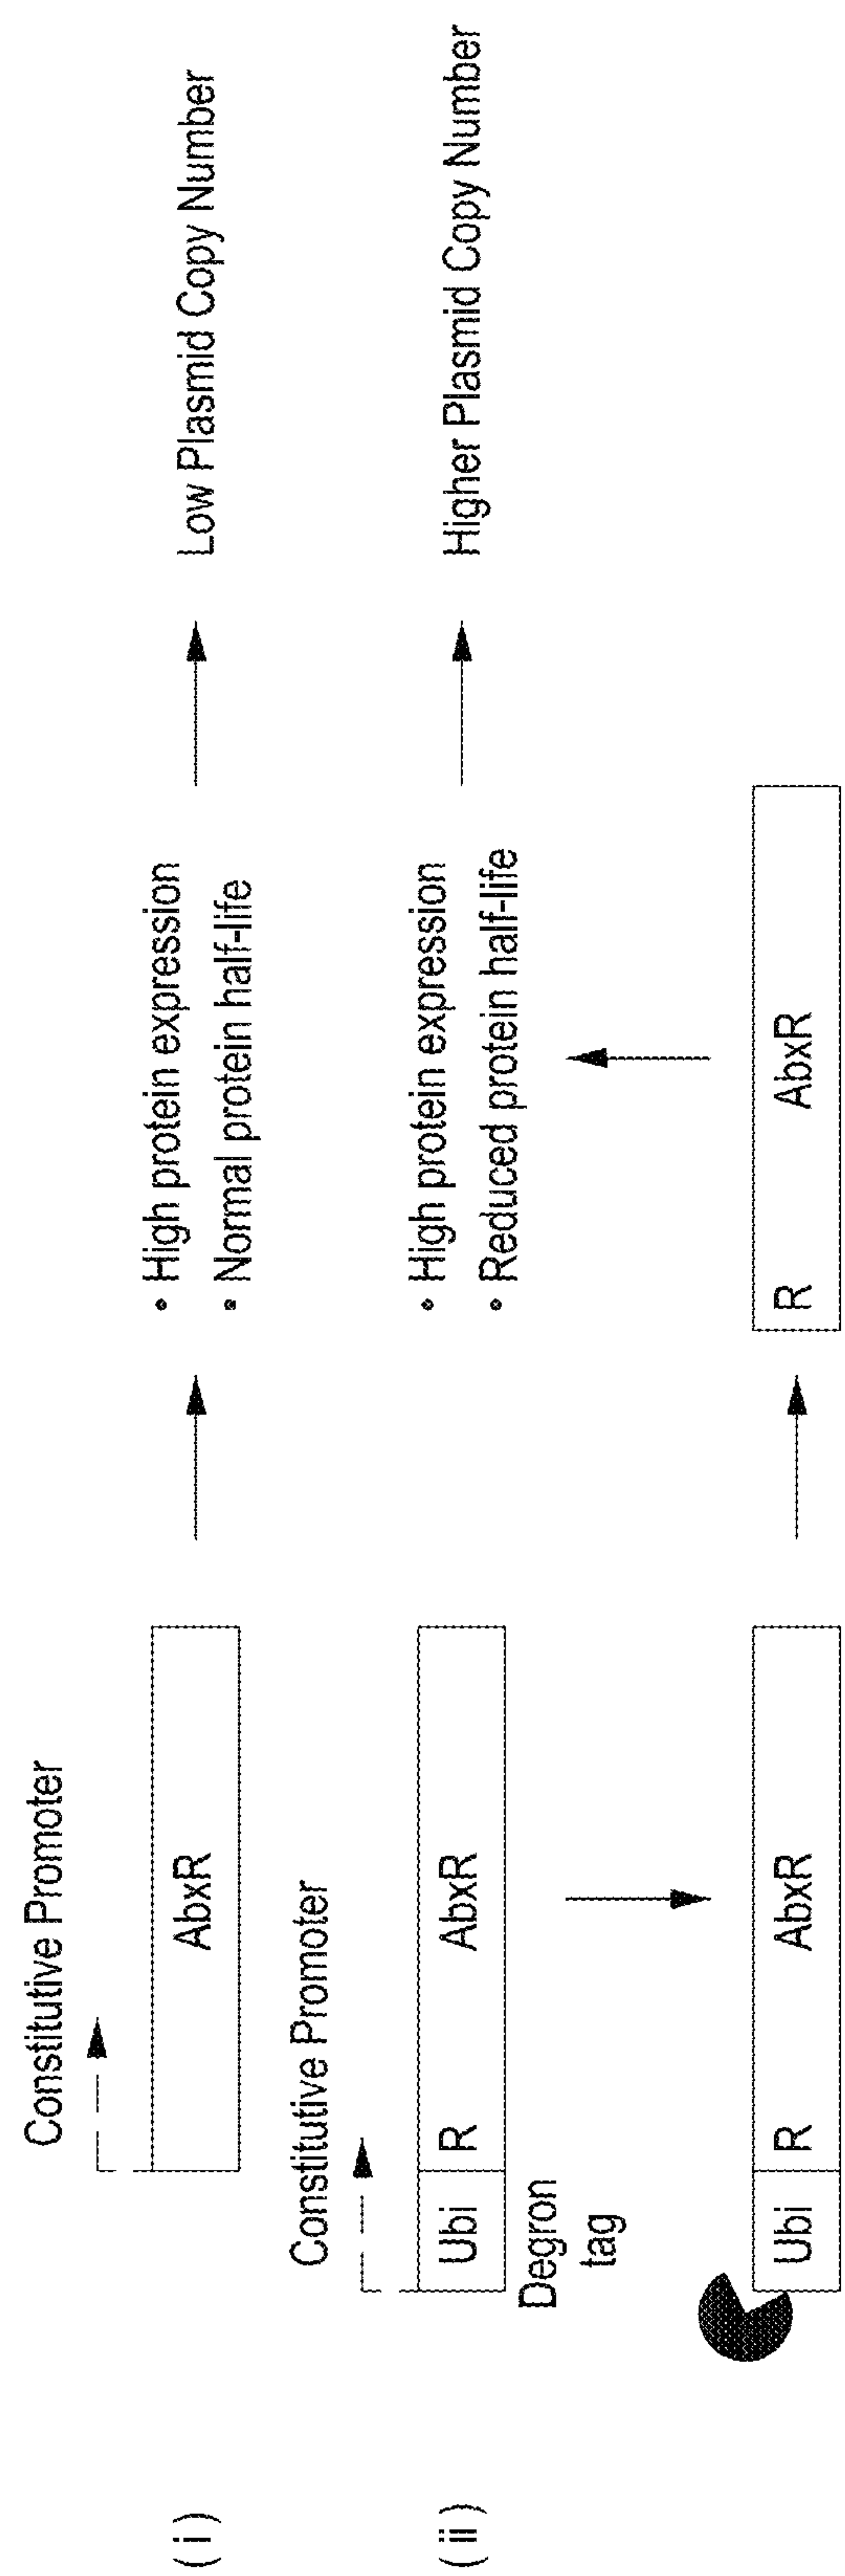 ( i )
Constitutive Promoter
AbxR
• High protein expression
• Normal protein half-life
Low Plasmid Copy Number
( ii )
Constitutive Promoter
Ubi R AbxR
Degron
tag
• High protein expression
• Reduced protein half-life
Higher Plasmid Copy Number
Ubi R AbxR
R AbxR